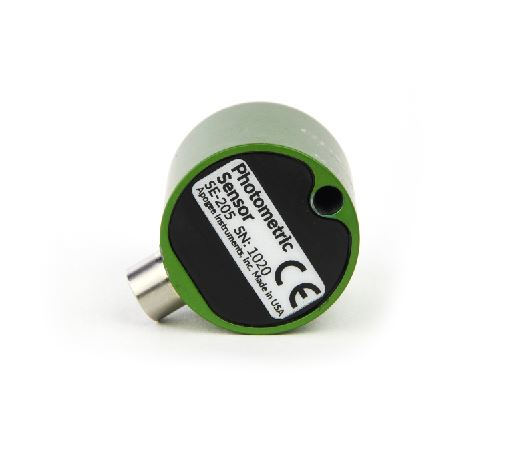 Photometric
Sensor
SE-205 SN: 1020
Apogee Instruments, Inc. Made in USA
CE